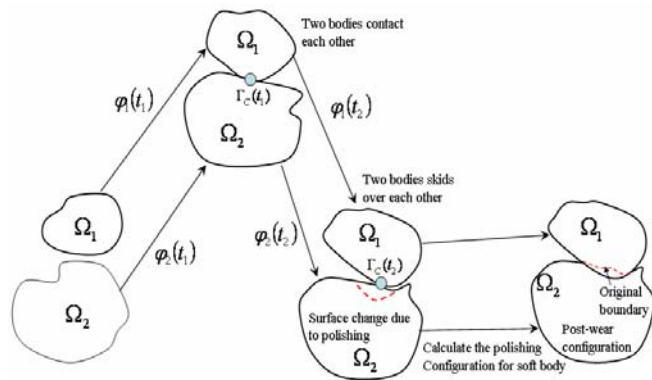 Ω₁
Two bodies contact
each other
Γ_C(t₁)
φ₁(t₁)
φ₁(t₂)
Ω₂
Two bodies skids
over each other
Ω₁
φ₂(t₁)
φ₂(t₂)
Ω₁
Ω₁
Γ_C(t₂)
Ω₂
Ω₂
Original
boundary
Surface change due
to polishing
Post-wear
configuration
Ω₂
Calculate the polishing
Configuration for soft body